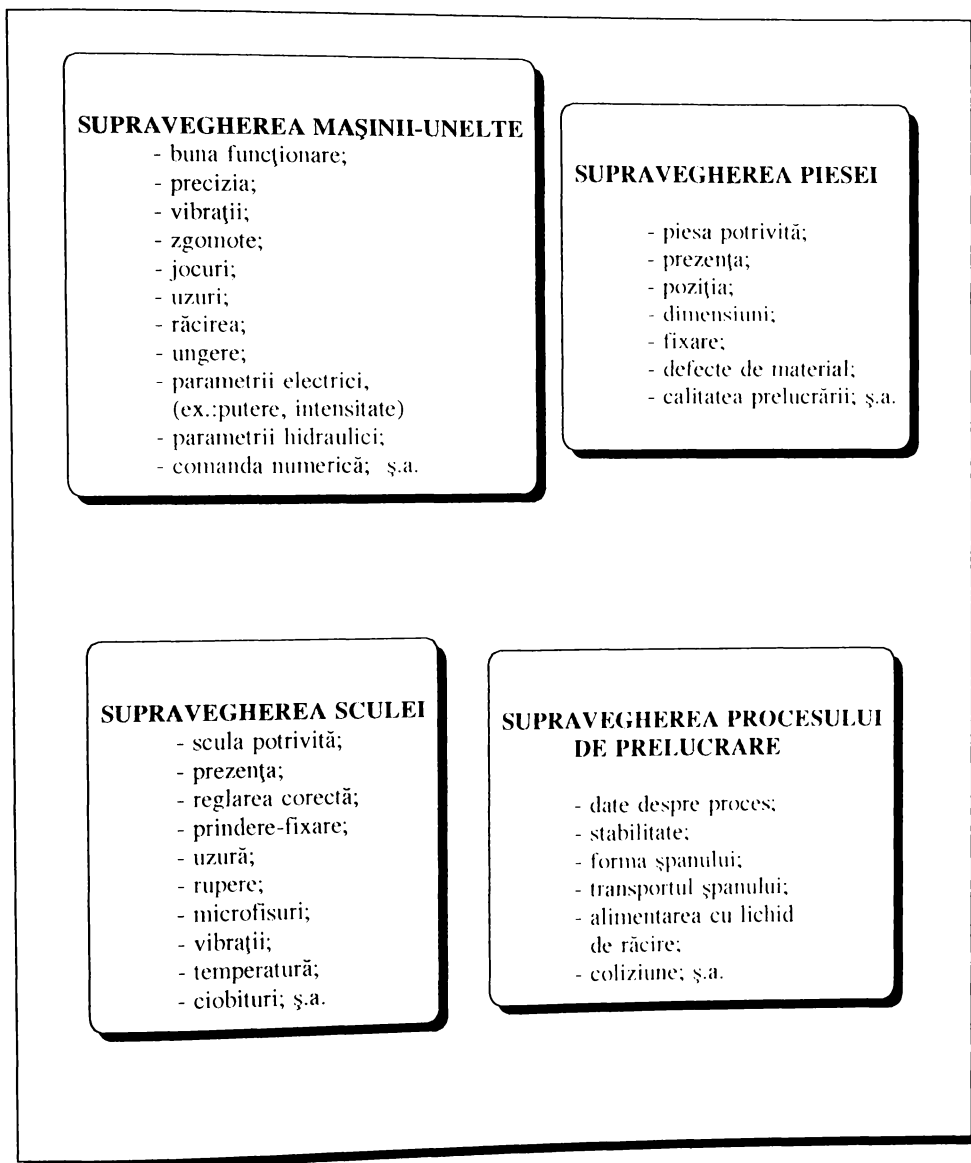 SUPRAVEGHEREA MAŞINII-UNELTE
- buna funcţionare;
- precizia;
- vibraţii;
- zgomote;
- jocuri;
- uzuri;
- răcirea;
- ungere;
- parametrii electrici,
(ex.:putere, intensitate)
- parametrii hidraulici;
- comanda numerică; ş.a.
SUPRAVEGHEREA PIESEI
- piesa potrivită;
- prezenţa;
- poziţia;
- dimensiuni;
- fixare;
- defecte de material;
- calitatea prelucrării; ş.a.
SUPRAVEGHEREA SCULEI
- scula potrivită;
- prezenţa;
- reglarea corectă;
- prindere-fixare;
- uzură;
- rupere;
- microfisuri;
- vibraţii;
- temperatură;
- ciobituri; ş.a.
SUPRAVEGHEREA PROCESULUI
DE PRELUCRARE
- date despre proces;
- stabilitate;
- forma şpanului;
- transportul şpanului;
- alimentarea cu lichid
de răcire;
- coliziune; ş.a.